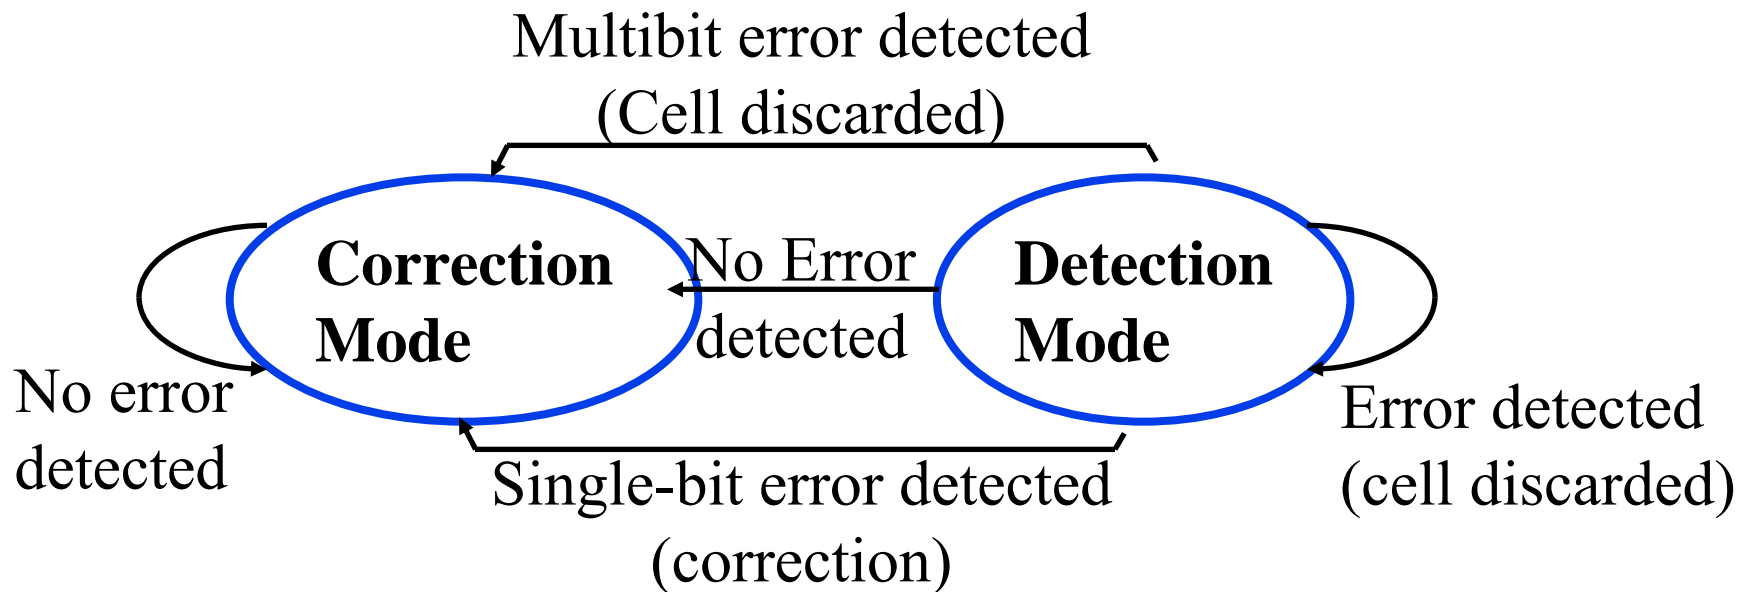 Multibit error detected
(Cell discarded)
Correction
Mode
No Error
detected
Detection
Mode
No error
detected
Error detected
(cell discarded)
Single-bit error detected
(correction)